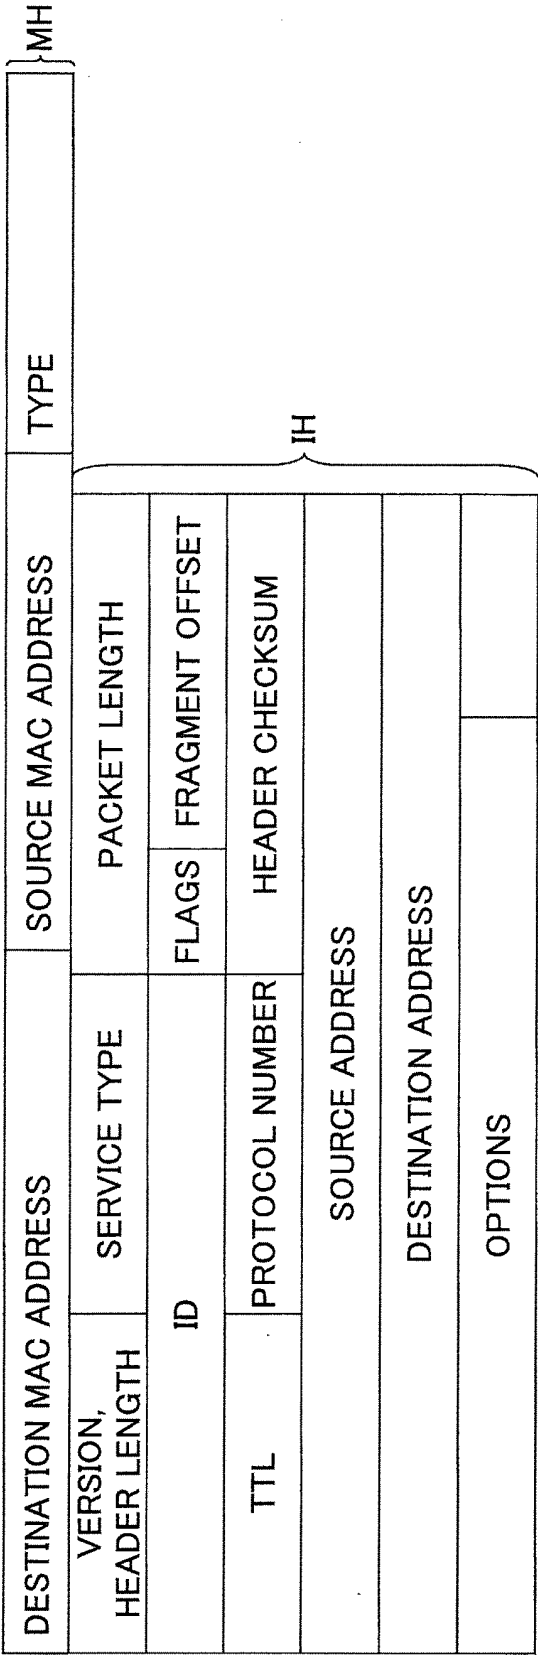 DESTINATION MAC ADDRESS
SOURCE MAC ADDRESS
TYPE
MH
VERSION,
HEADER LENGTH
SERVICE TYPE
PACKET LENGTH
ID
FLAGS
FRAGMENT OFFSET
TTL
PROTOCOL NUMBER
HEADER CHECKSUM
IH
SOURCE ADDRESS
DESTINATION ADDRESS
OPTIONS